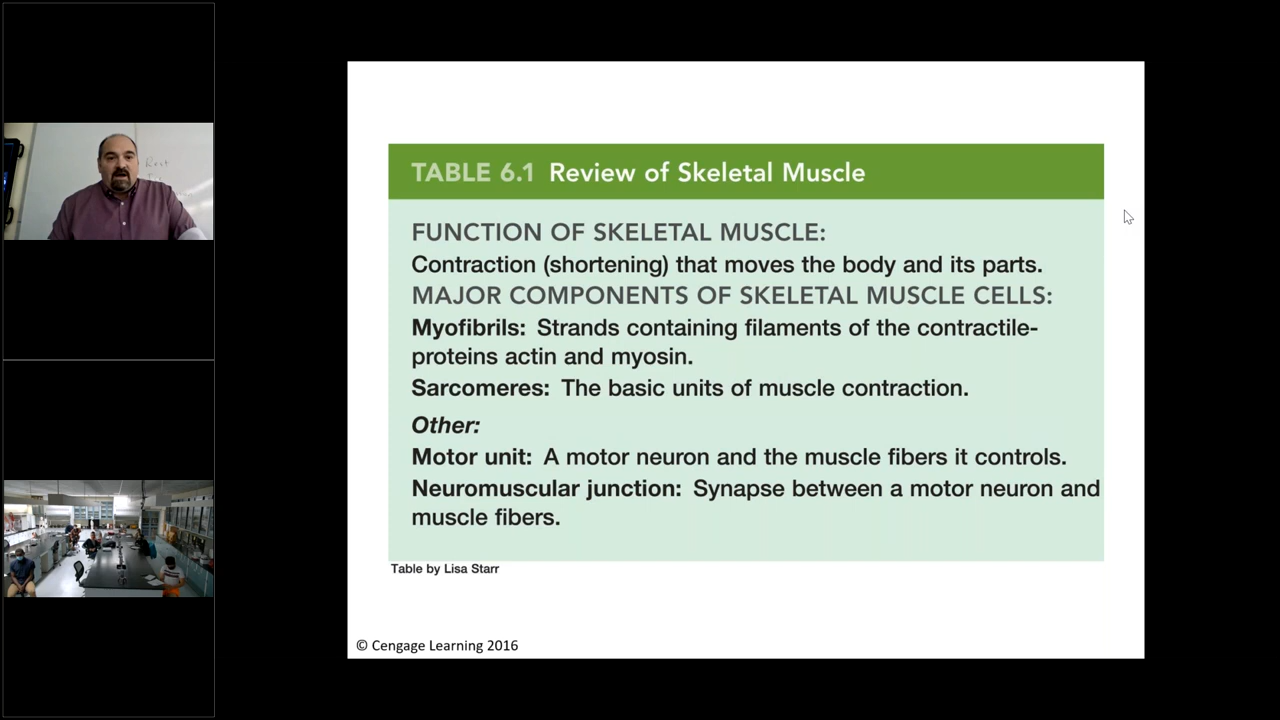 TABLE 6.1 Review of Skeletal Muscle
FUNCTION OF SKELETAL MUSCLE:
Contraction (shortening) that moves the body and its parts.
MAJOR COMPONENTS OF SKELETAL MUSCLE CELLS:
Myofibrils: Strands containing filaments of the contractile-
proteins actin and myosin.
Sarcomeres: The basic units of muscle contraction.
Other:
Motor unit: A motor neuron and the muscle fibers it controls.
Neuromuscular junction: Synapse between a motor neuron and
muscle fibers.
Table by Lisa Starr
© Cengage Learning 2016